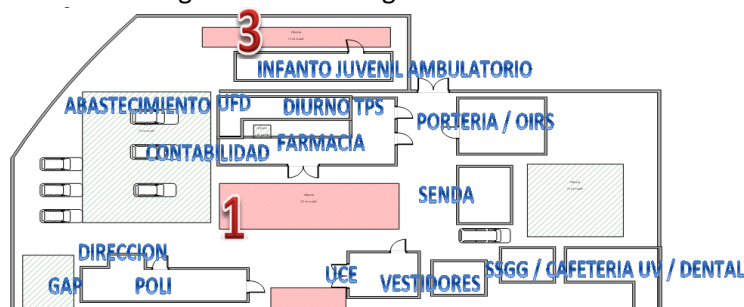 3
INFANTO JUVENIL AMBULATORIO
ABASTECIMIENTO UFD DIURNO TPS
PORTERIA / OIRS
CONTABILIDAD FARMACIA
SENDA
1
DIRECCION
GAP POLI
UCE VESTIDORES SSGG / CAFETERIA UV / DENTAL